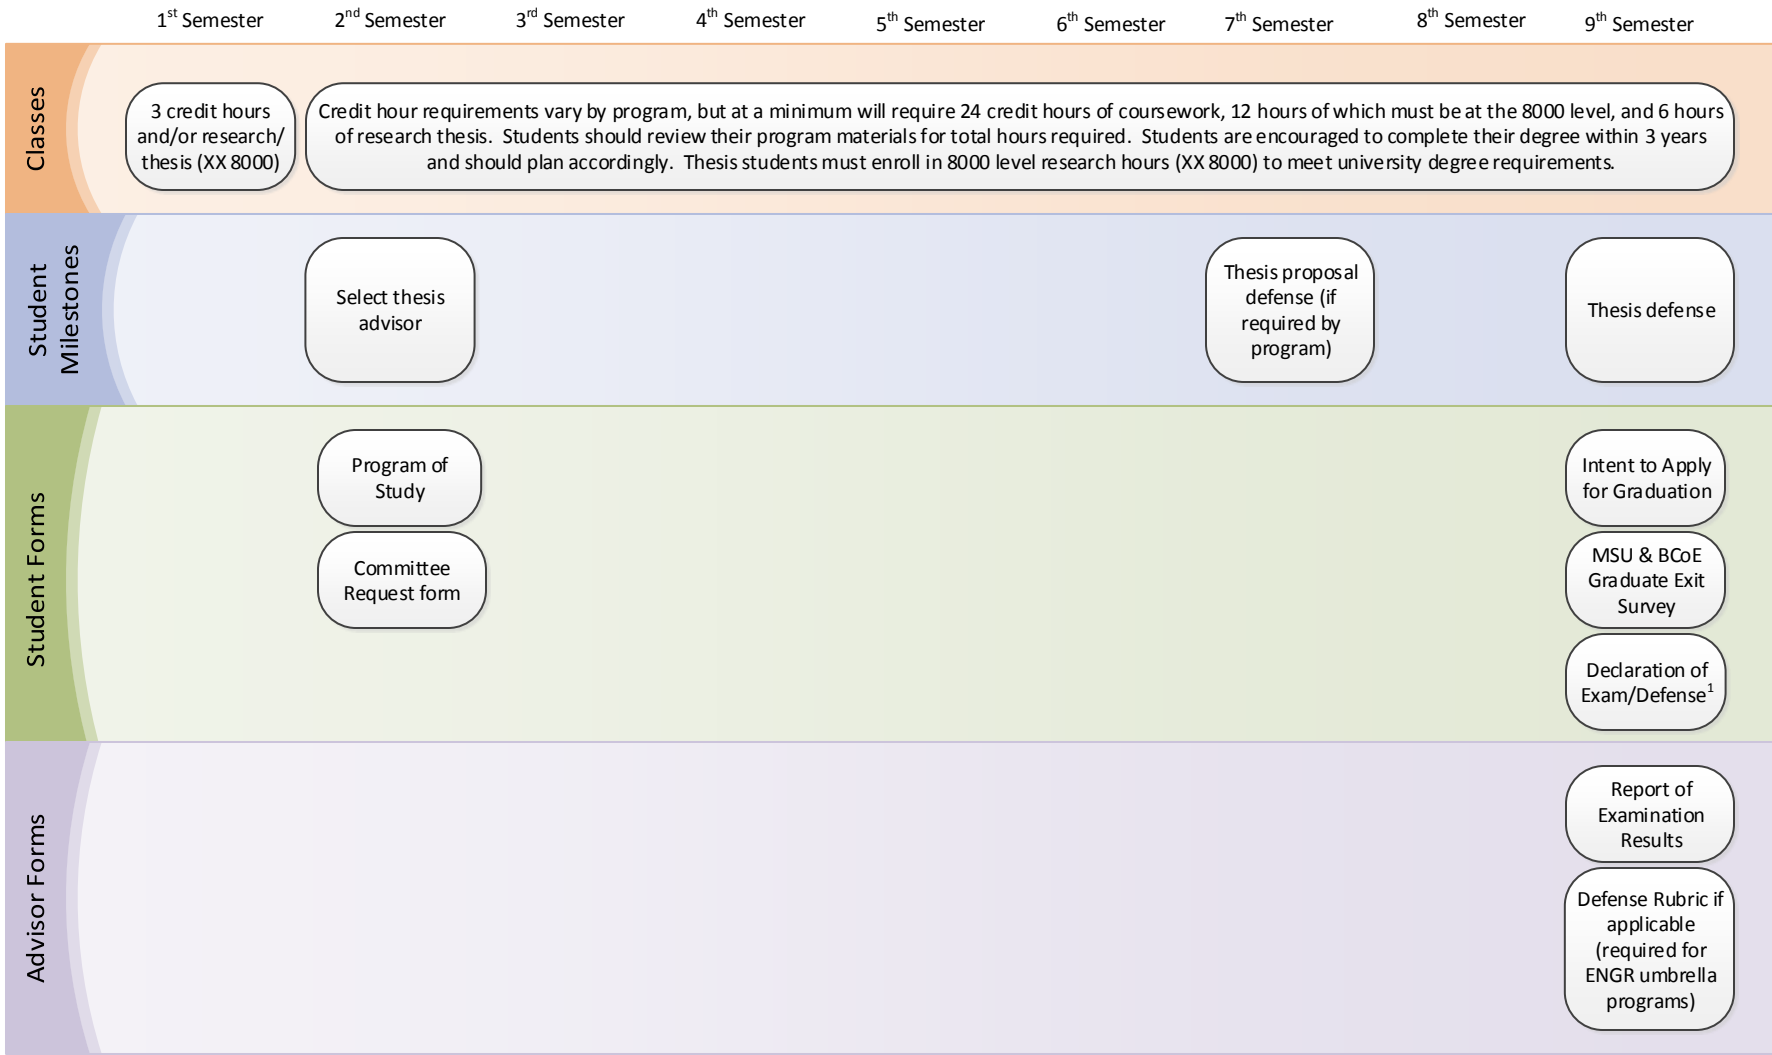 1st Semester 2nd Semester 3rd Semester 4th Semester 5th Semester 6th Semester 7th Semester 8th Semester 9th Semester
Classes
3 credit hours
and/or research/
thesis (XX 8000)
Credit hour requirements vary by program, but at a minimum will require 24 credit hours of coursework, 12 hours of which must be at the 8000 level, and 6 hours
of research thesis. Students should review their program materials for total hours required. Students are encouraged to complete their degree within 3 years
and should plan accordingly. Thesis students must enroll in 8000 level research hours (XX 8000) to meet university degree requirements.
Student
Milestones
Select thesis
advisor
Thesis proposal
defense (if
required by
program)
Thesis defense
Student Forms
Program of
Study
Committee
Request form
Intent to Apply
for Graduation
MSU & BCoE
Graduate Exit
Survey
Declaration of
Exam/Defense1
Advisor Forms
Report of
Examination
Results
Defense Rubric if
applicable
(required for
ENGR umbrella
programs)